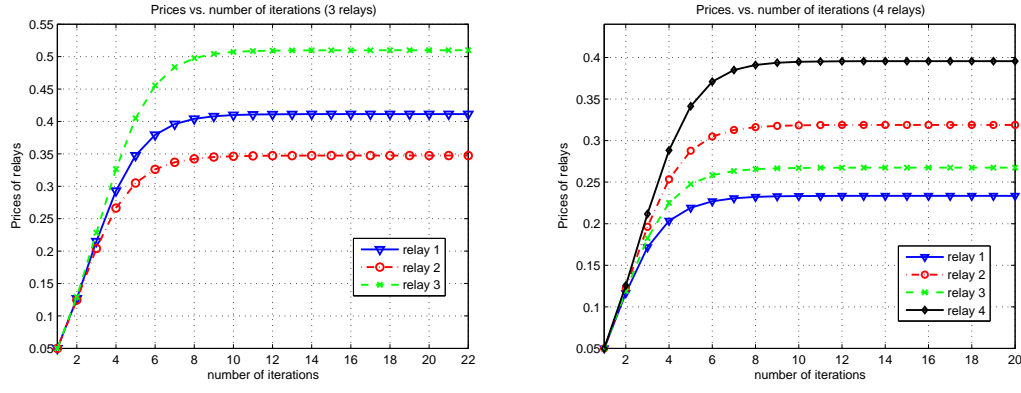 Prices vs. number of iterations (3 relays)
Prices of relays
0.55
0.5
0.45
0.4
0.35
0.3
0.25
0.2
0.15
0.1
0.05
relay 1
relay 2
relay 3
2 4 6 8 10 12 14 16 18 20 22
number of iterations
Prices. vs. number of iterations (4 relays)
Prices of relays
0.4
0.35
0.3
0.25
0.2
0.15
0.1
0.05
relay 1
relay 2
relay 3
relay 4
2 4 6 8 10 12 14 16 18 20
number of iterations